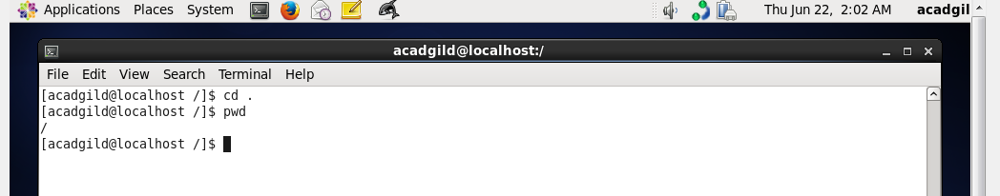 Applications Places System Thu Jun 22, 2:02 AM acadgil
acadgild@localhost:/
File Edit View Search Terminal Help
[acadgild@localhost /]$ cd .
[acadgild@localhost /]$ pwd
/
[acadgild@localhost /]$